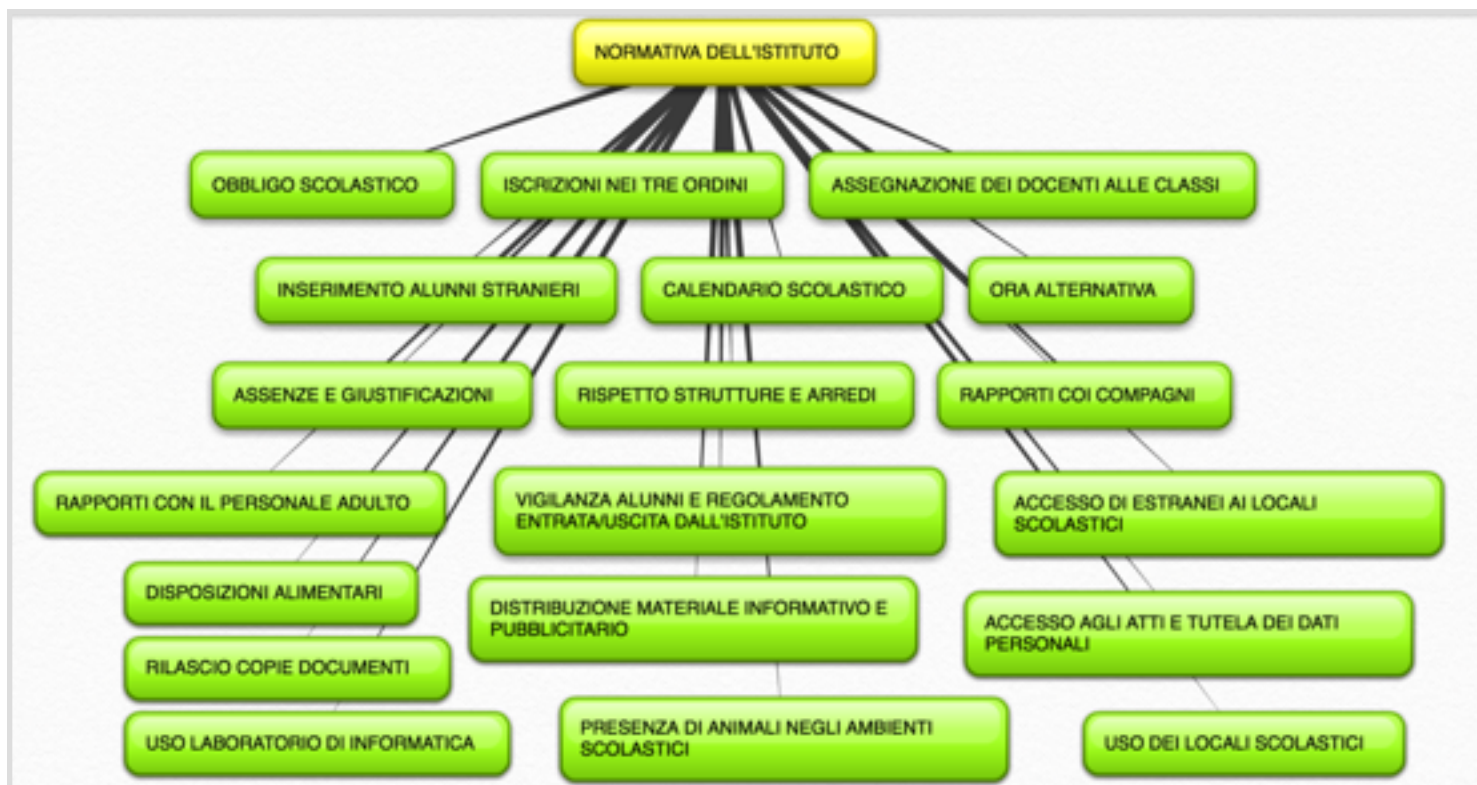 NORMATIVA DELL'ISTITUTO
OBBLIGO SCOLASTICO
ISCRIZIONI NEI TRE ORDINI
ASSEGNAZIONE DEI DOCENTI ALLE CLASSI
INSERIMENTO ALUNNI STRANIERI
CALENDARIO SCOLASTICO
ORA ALTERNATIVA
ASSENZE E GIUSTIFICAZIONI
RISPETTO STRUTTURE E ARREDI
RAPPORTI COI COMPAGNI
RAPPORTI CON IL PERSONALE ADULTO
VIGILANZA ALUNNI E REGOLAMENTO
ENTRATA/USCITA DALL'ISTITUTO
ACCESSO DI ESTRANEI AI LOCALI
SCOLASTICI
DISPOSIZIONI ALIMENTARI
DISTRIBUZIONE MATERIALE INFORMATIVO E
PUBBLICITARIO
ACCESSO AGLI ATTI E TUTELA DEI DATI
PERSONALI
RILASCIO COPIE DOCUMENTI
USO LABORATORIO DI INFORMATICA
PRESENZA DI ANIMALI NEGLI AMBIENTI
SCOLASTICI
USO DEI LOCALI SCOLASTICI